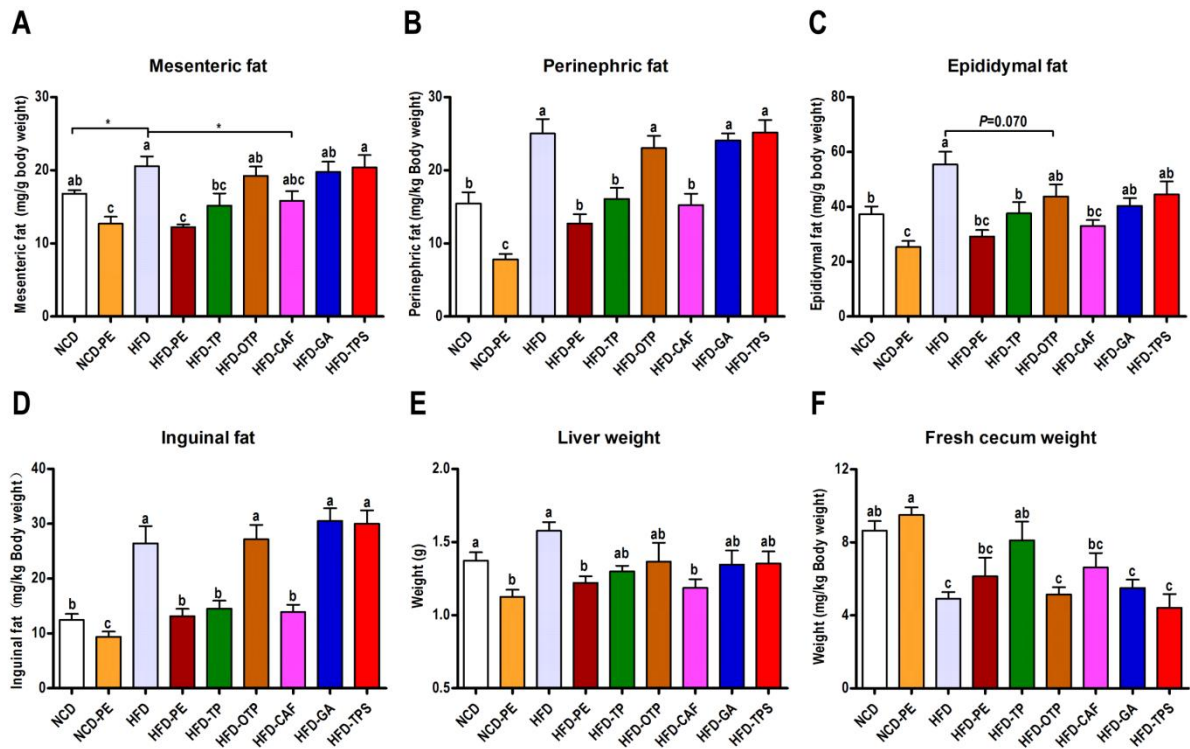 A
Mesenteric fat
Mesenteric fat (mg/g body weight)
30
20
10
0
*
*
ab
c
a
c
bc
ab
abc
ab
a
NCD
NCD-PE
HFD
HFD-PE
HFD-TP
HFD-OTP
HFD-CAF
HFD-GA
HFD-TPS
B
Perinephric fat
Perinephric fat (mg/kg Body weight)
30
20
10
0
b
c
a
b
b
a
b
a
a
NCD
NCD-PE
HFD
HFD-PE
HFD-TP
HFD-OTP
HFD-CAF
HFD-GA
HFD-TPS
C
Epididymal fat
Epididymal fat (mg/g body weight)
80
60
40
20
0
P=0.070
b
c
a
bc
b
ab
bc
ab
ab
NCD
NCD-PE
HFD
HFD-PE
HFD-TP
HFD-OTP
HFD-CAF
HFD-GA
HFD-TPS
D
Inguinal fat
Inguinal fat (mg/kg Body weight)
40
30
20
10
0
b
c
a
b
b
a
b
a
a
NCD
NCD-PE
HFD
HFD-PE
HFD-TP
HFD-OTP
HFD-CAF
HFD-GA
HFD-TPS
E
Liver weight
Weight (g)
2.0
1.5
1.0
0.5
a
b
a
b
ab
ab
b
ab
ab
NCD
NCD-PE
HFD
HFD-PE
HFD-TP
HFD-OTP
HFD-CAF
HFD-GA
HFD-TPS
F
Fresh cecum weight
Weight (mg/kg Body weight)
12
8
4
0
ab
a
c
bc
ab
c
bc
c
c
NCD
NCD-PE
HFD
HFD-PE
HFD-TP
HFD-OTP
HFD-CAF
HFD-GA
HFD-TPS